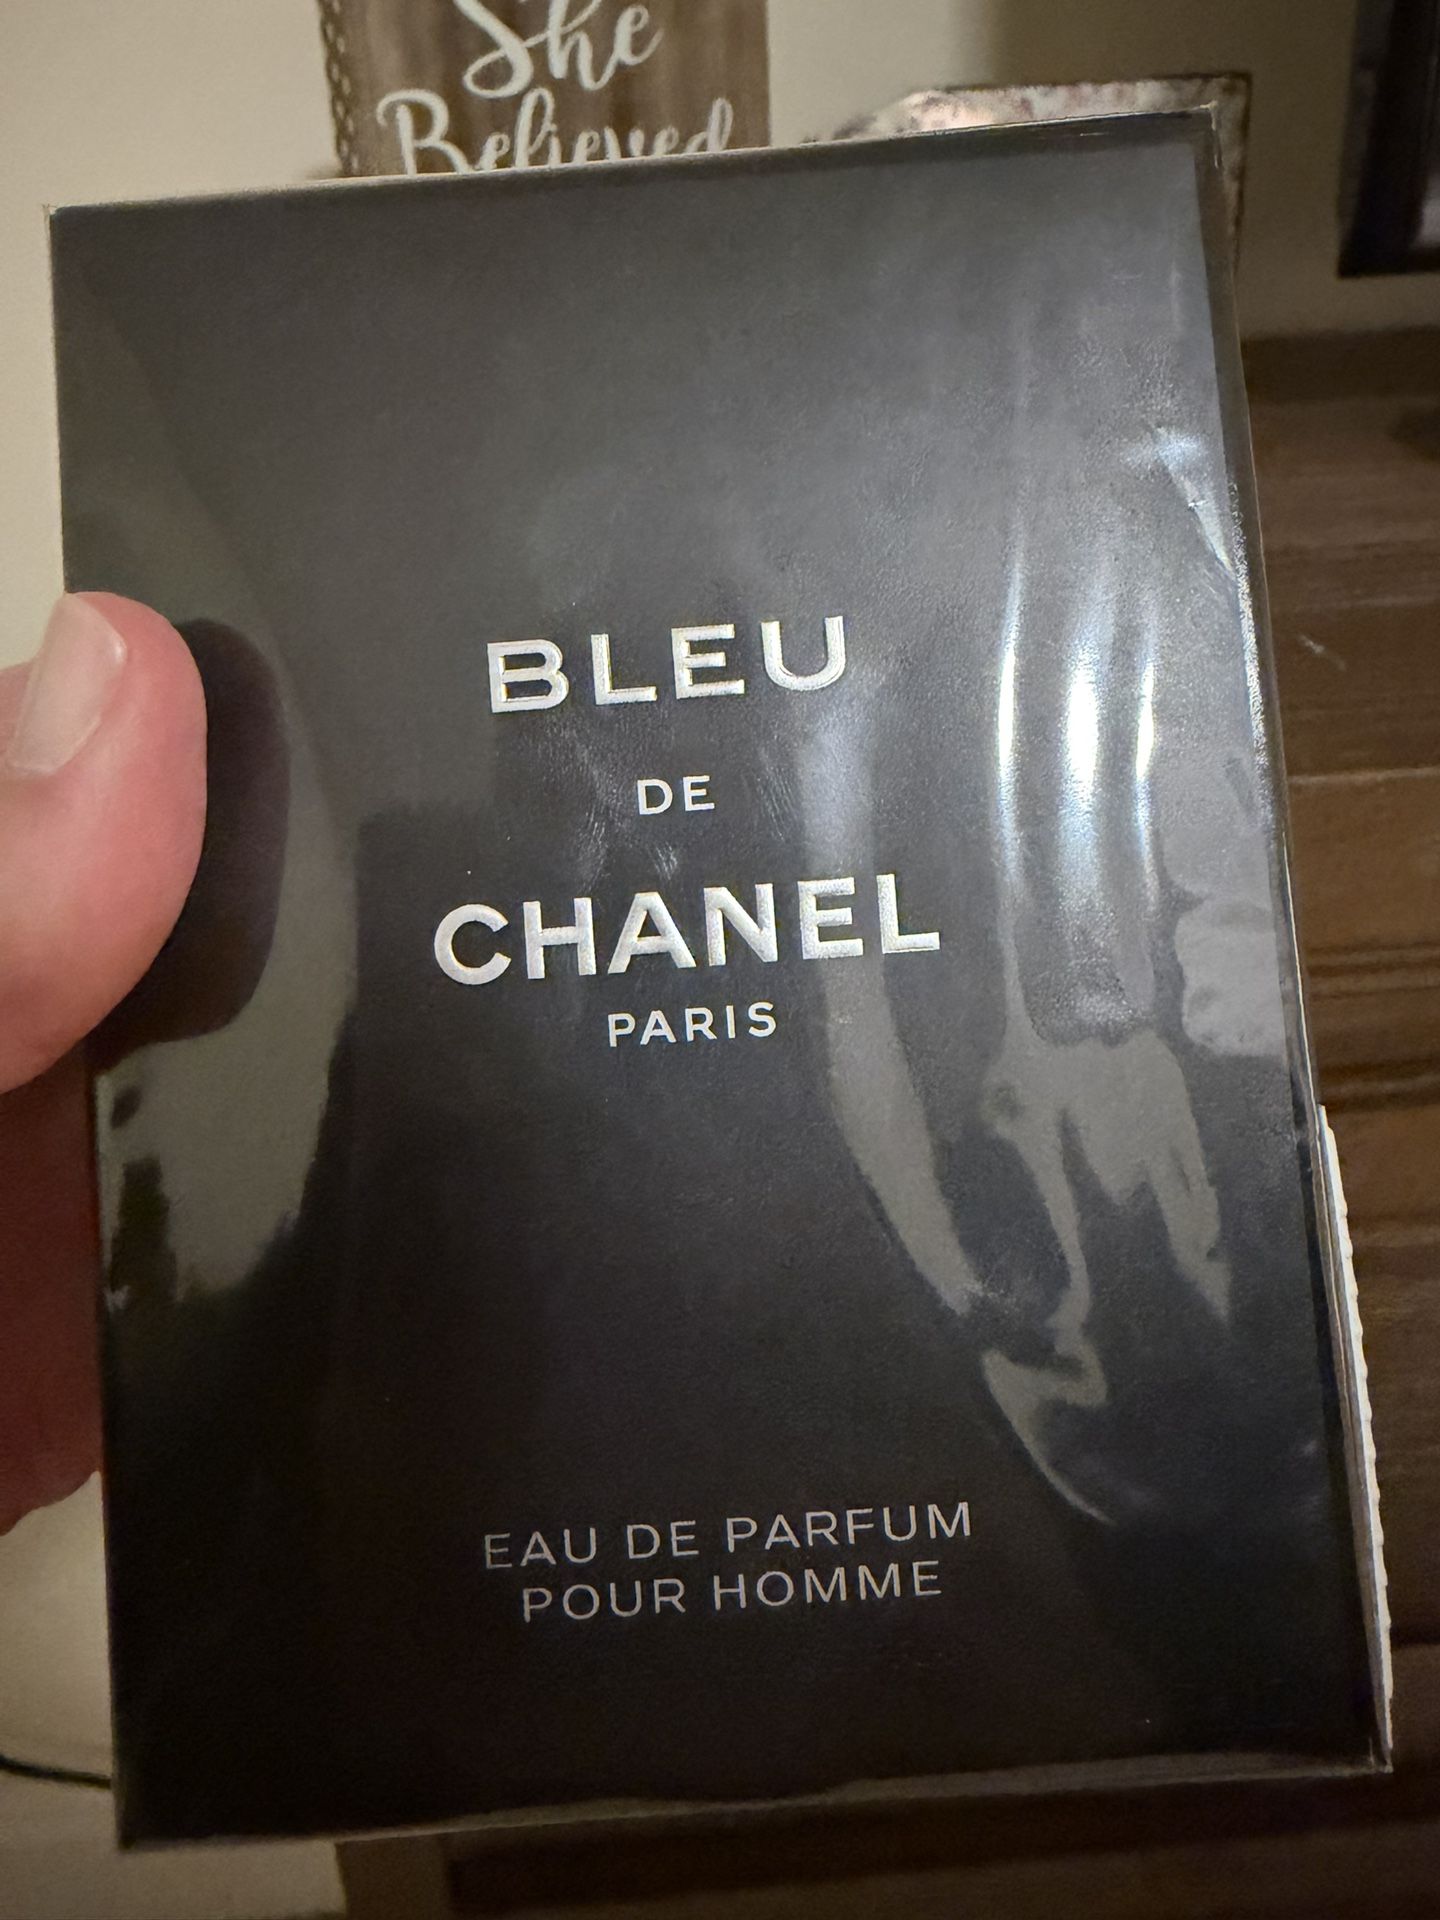 She
Believed
BLEU
DE
CHANEL
PARIS
EAU DE PARFUM
POUR HOMME